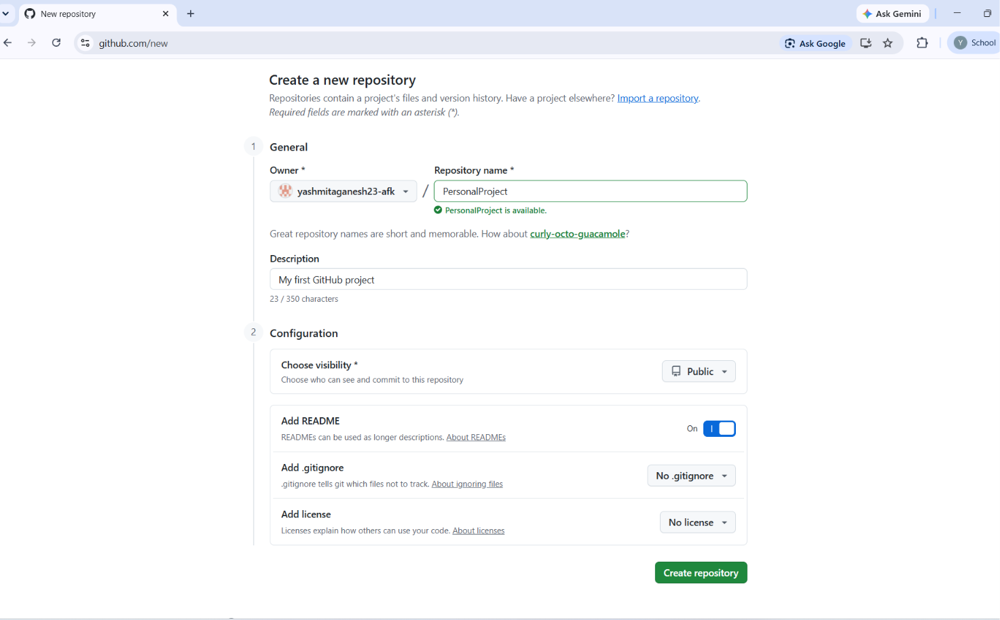 New repository
Ask Gemini
github.com/new
Ask Google
Y
School
Create a new repository
Repositories contain a project's files and version history. Have a project elsewhere? Import a repository.
Required fields are marked with an asterisk (*).
1
General
Owner *
Repository name *
yashmitaganesh23-afk
/
PersonalProject
PersonalProject is available.
Great repository names are short and memorable. How about curly-octo-guacamole?
Description
My first GitHub project
23 / 350 characters
2
Configuration
Choose visibility *
Choose who can see and commit to this repository
Public
Add README
READMEs can be used as longer descriptions. About READMEs
On
Add .gitignore
.gitignore tells git which files not to track. About ignoring files
No .gitignore
Add license
Licenses explain how others can use your code. About licenses
No license
Create repository